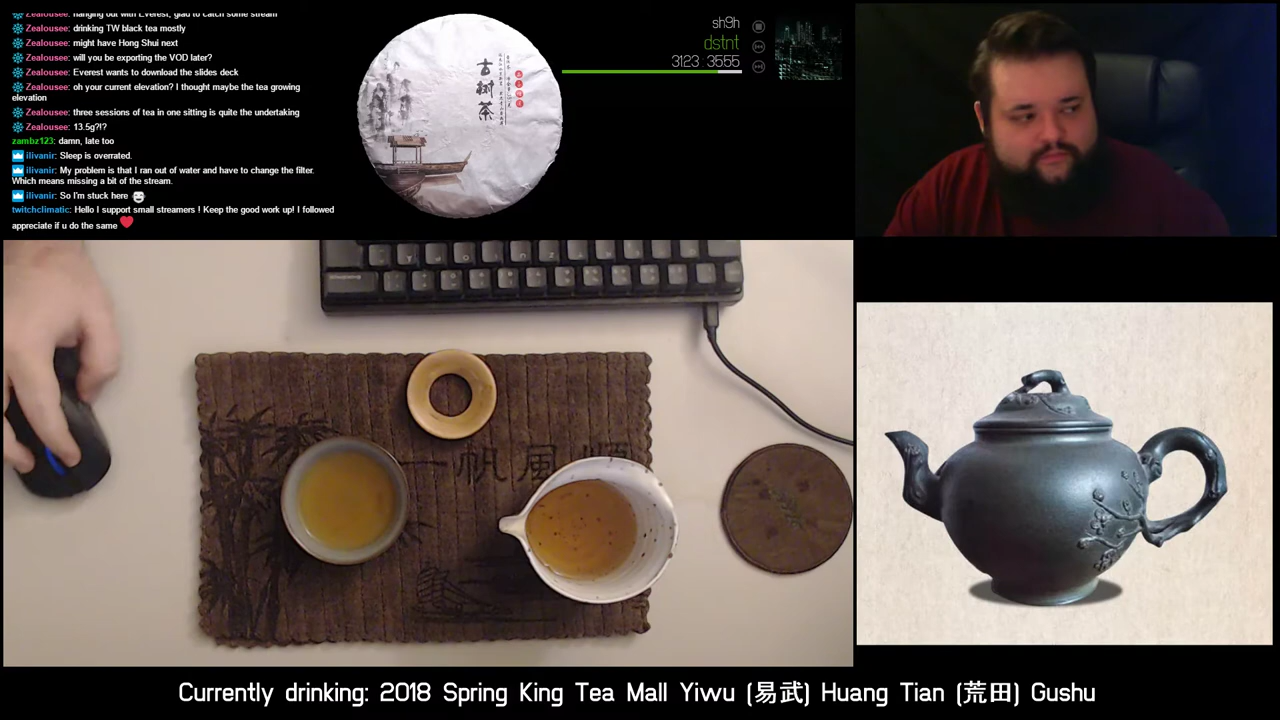 Zealousee: hanging out with Everest, glad to catch some stream
Zealousee: drinking TW black tea mostly
Zealousee: might have Hong Shui next
Zealousee: will you be exporting the VOD later?
Zealousee: Everest wants to download the slides deck
Zealousee: oh your current elevation? I thought maybe the tea growing
elevation
Zealousee: three sessions of tea in one sitting is quite the undertaking
Zealousee: 13.5g?!?
zambz123: damn, late too
ilivanir: Sleep is overrated.
ilivanir: My problem is that I ran out of water and have to change the filter.
Which means missing a bit of the stream.
ilivanir: So I'm stuck here
twitchclimatic: Hello I support small streamers ! Keep the good work up! I followed
appreciate if u do the same
古树茶
sh9h
dstnt
3123 : 3555
一帆風順
Currently drinking: 2018 Spring King Tea Mall Yiwu (易武) Huang Tian (荒田) Gushu